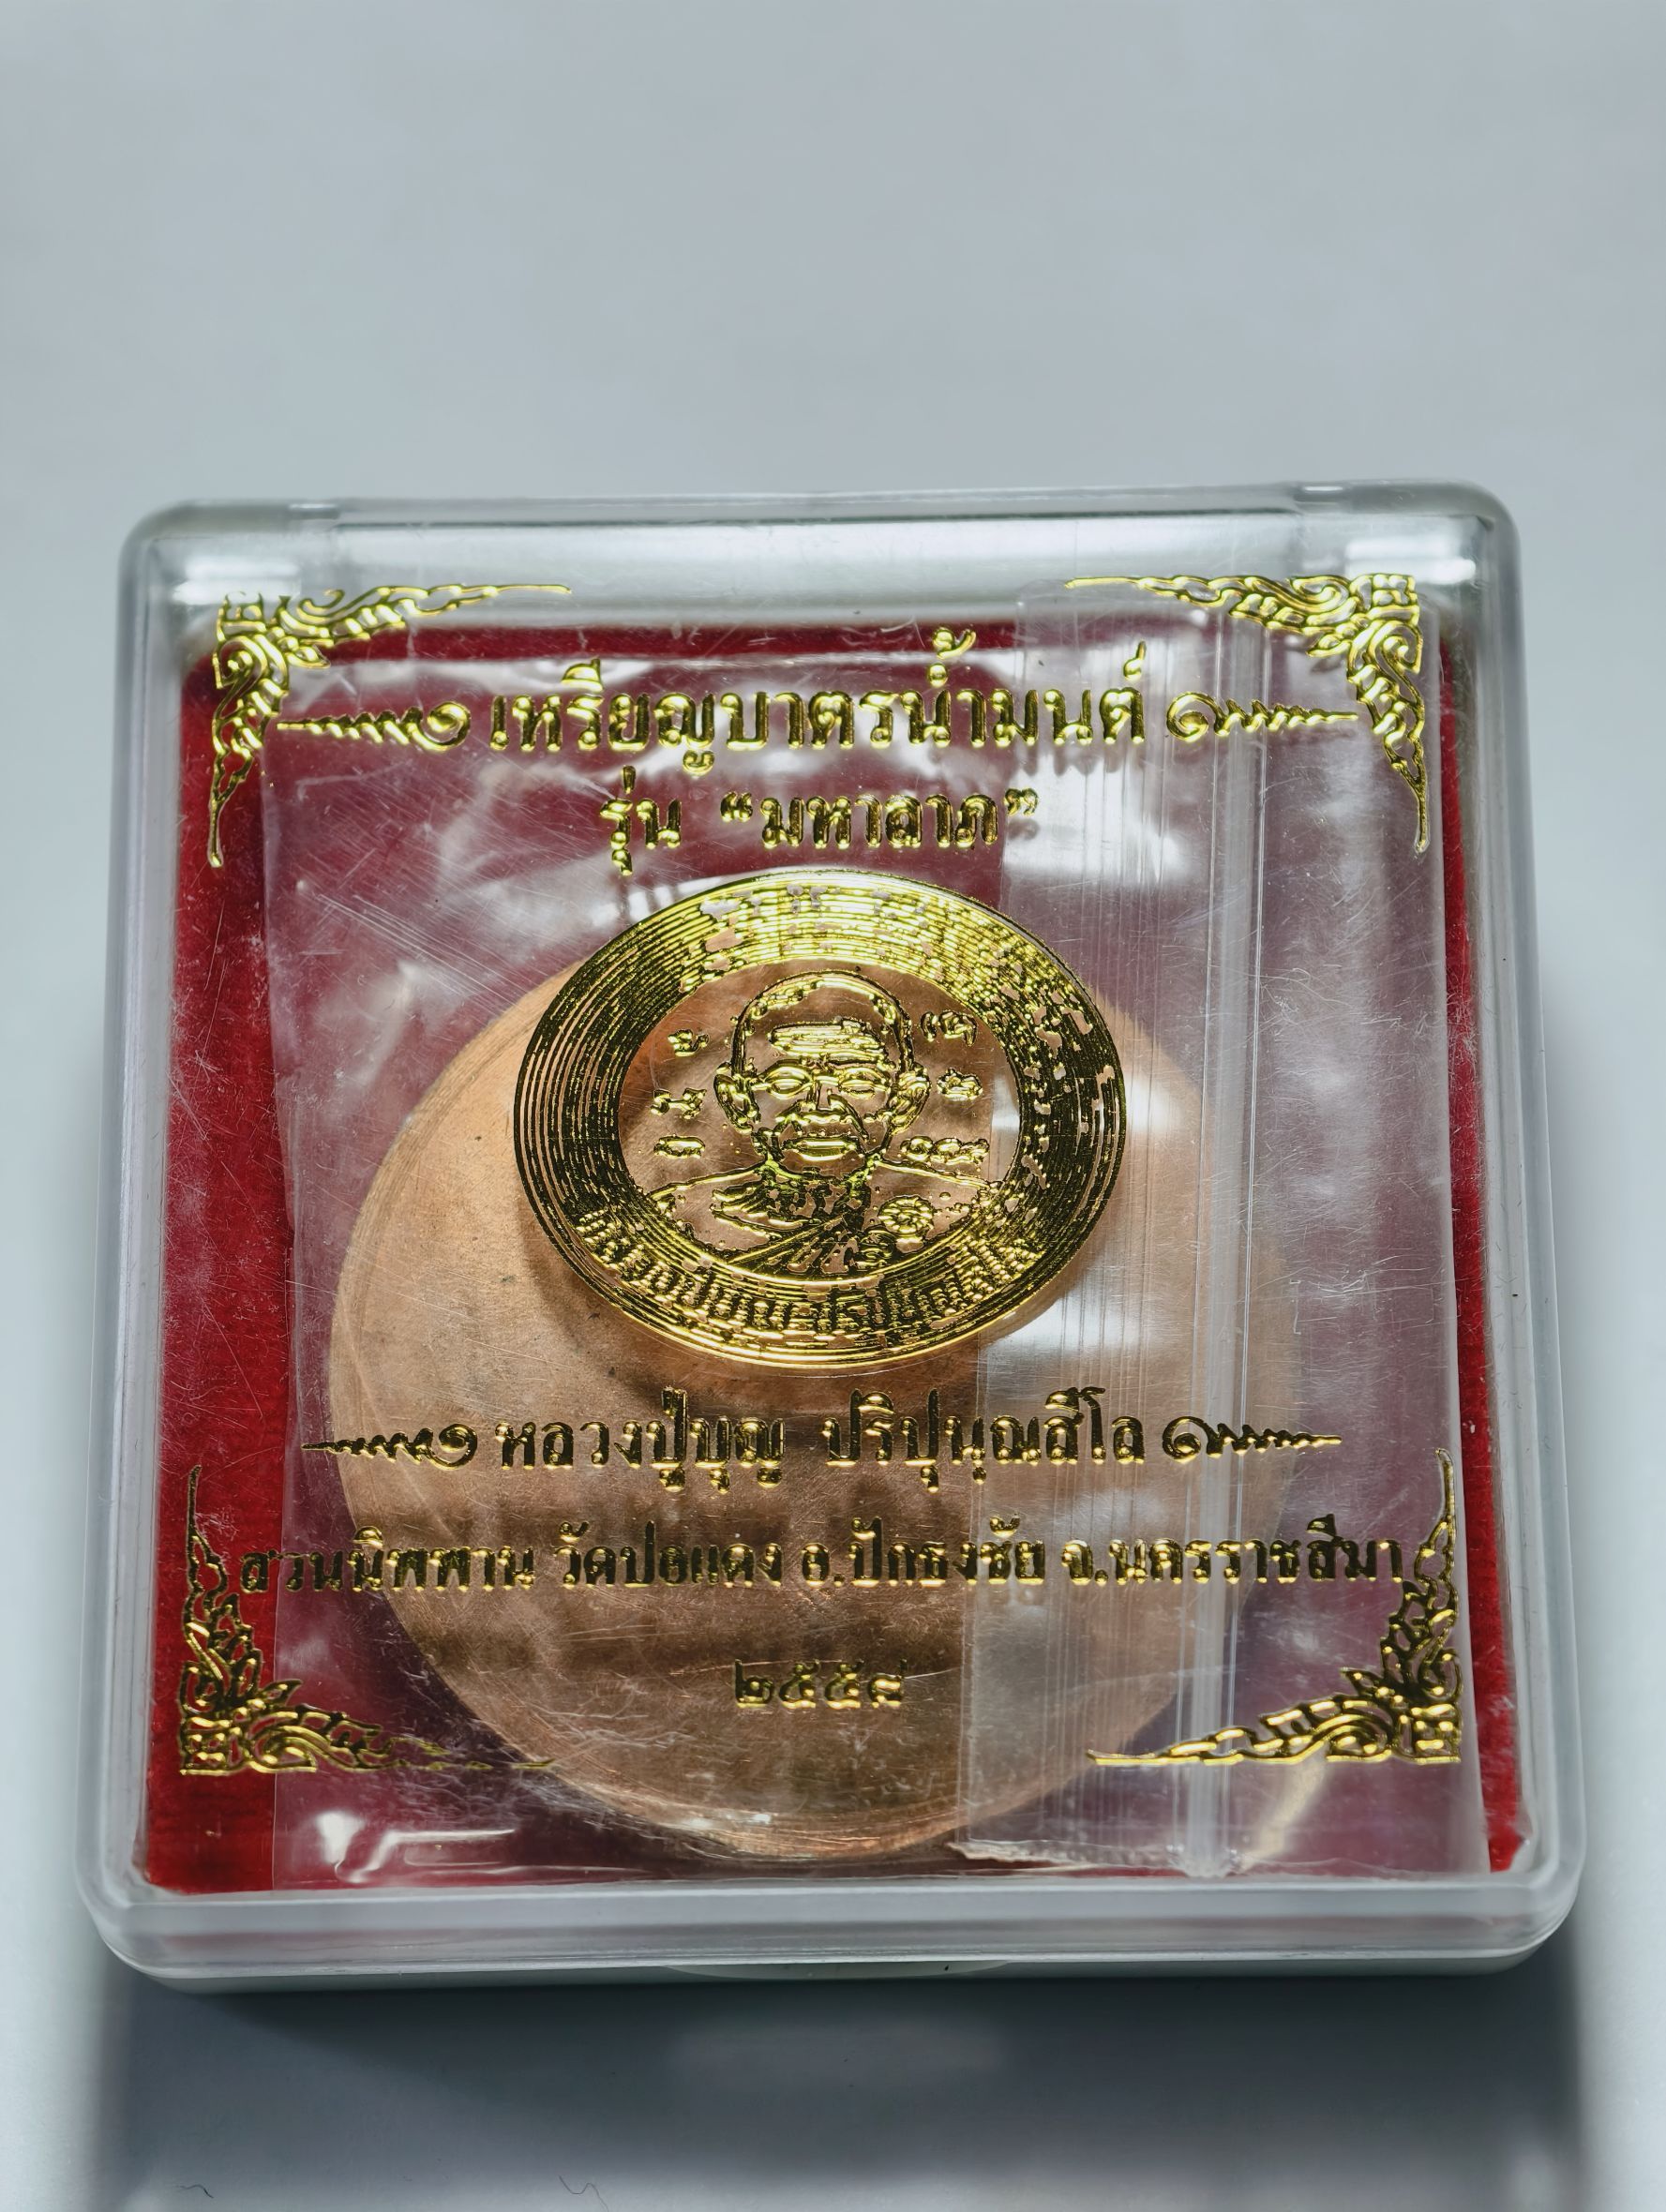 เหรียญบาตรน้ำมนต์
รุ่น “มหาลาภ”
หลวงปู่บุญ ปริปุนฺณสีโล
สวนนิพพาน วัดปอแดง อ.ปักธงชัย จ.นครราชสีมา
๒๕๕๘